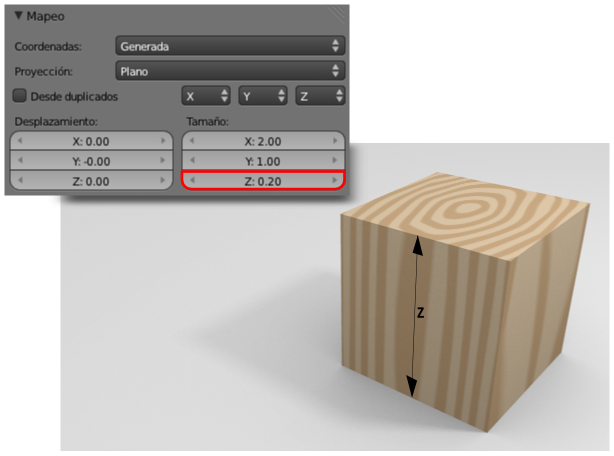 Mapeo
Coordenadas: Generada
Proyección: Plano
Desde duplicados X Y Z
Desplazamiento: Tamaño:
X: 0.00 X: 2.00
Y: -0.00 Y: 1.00
Z: 0.00 Z: 0.20
Z